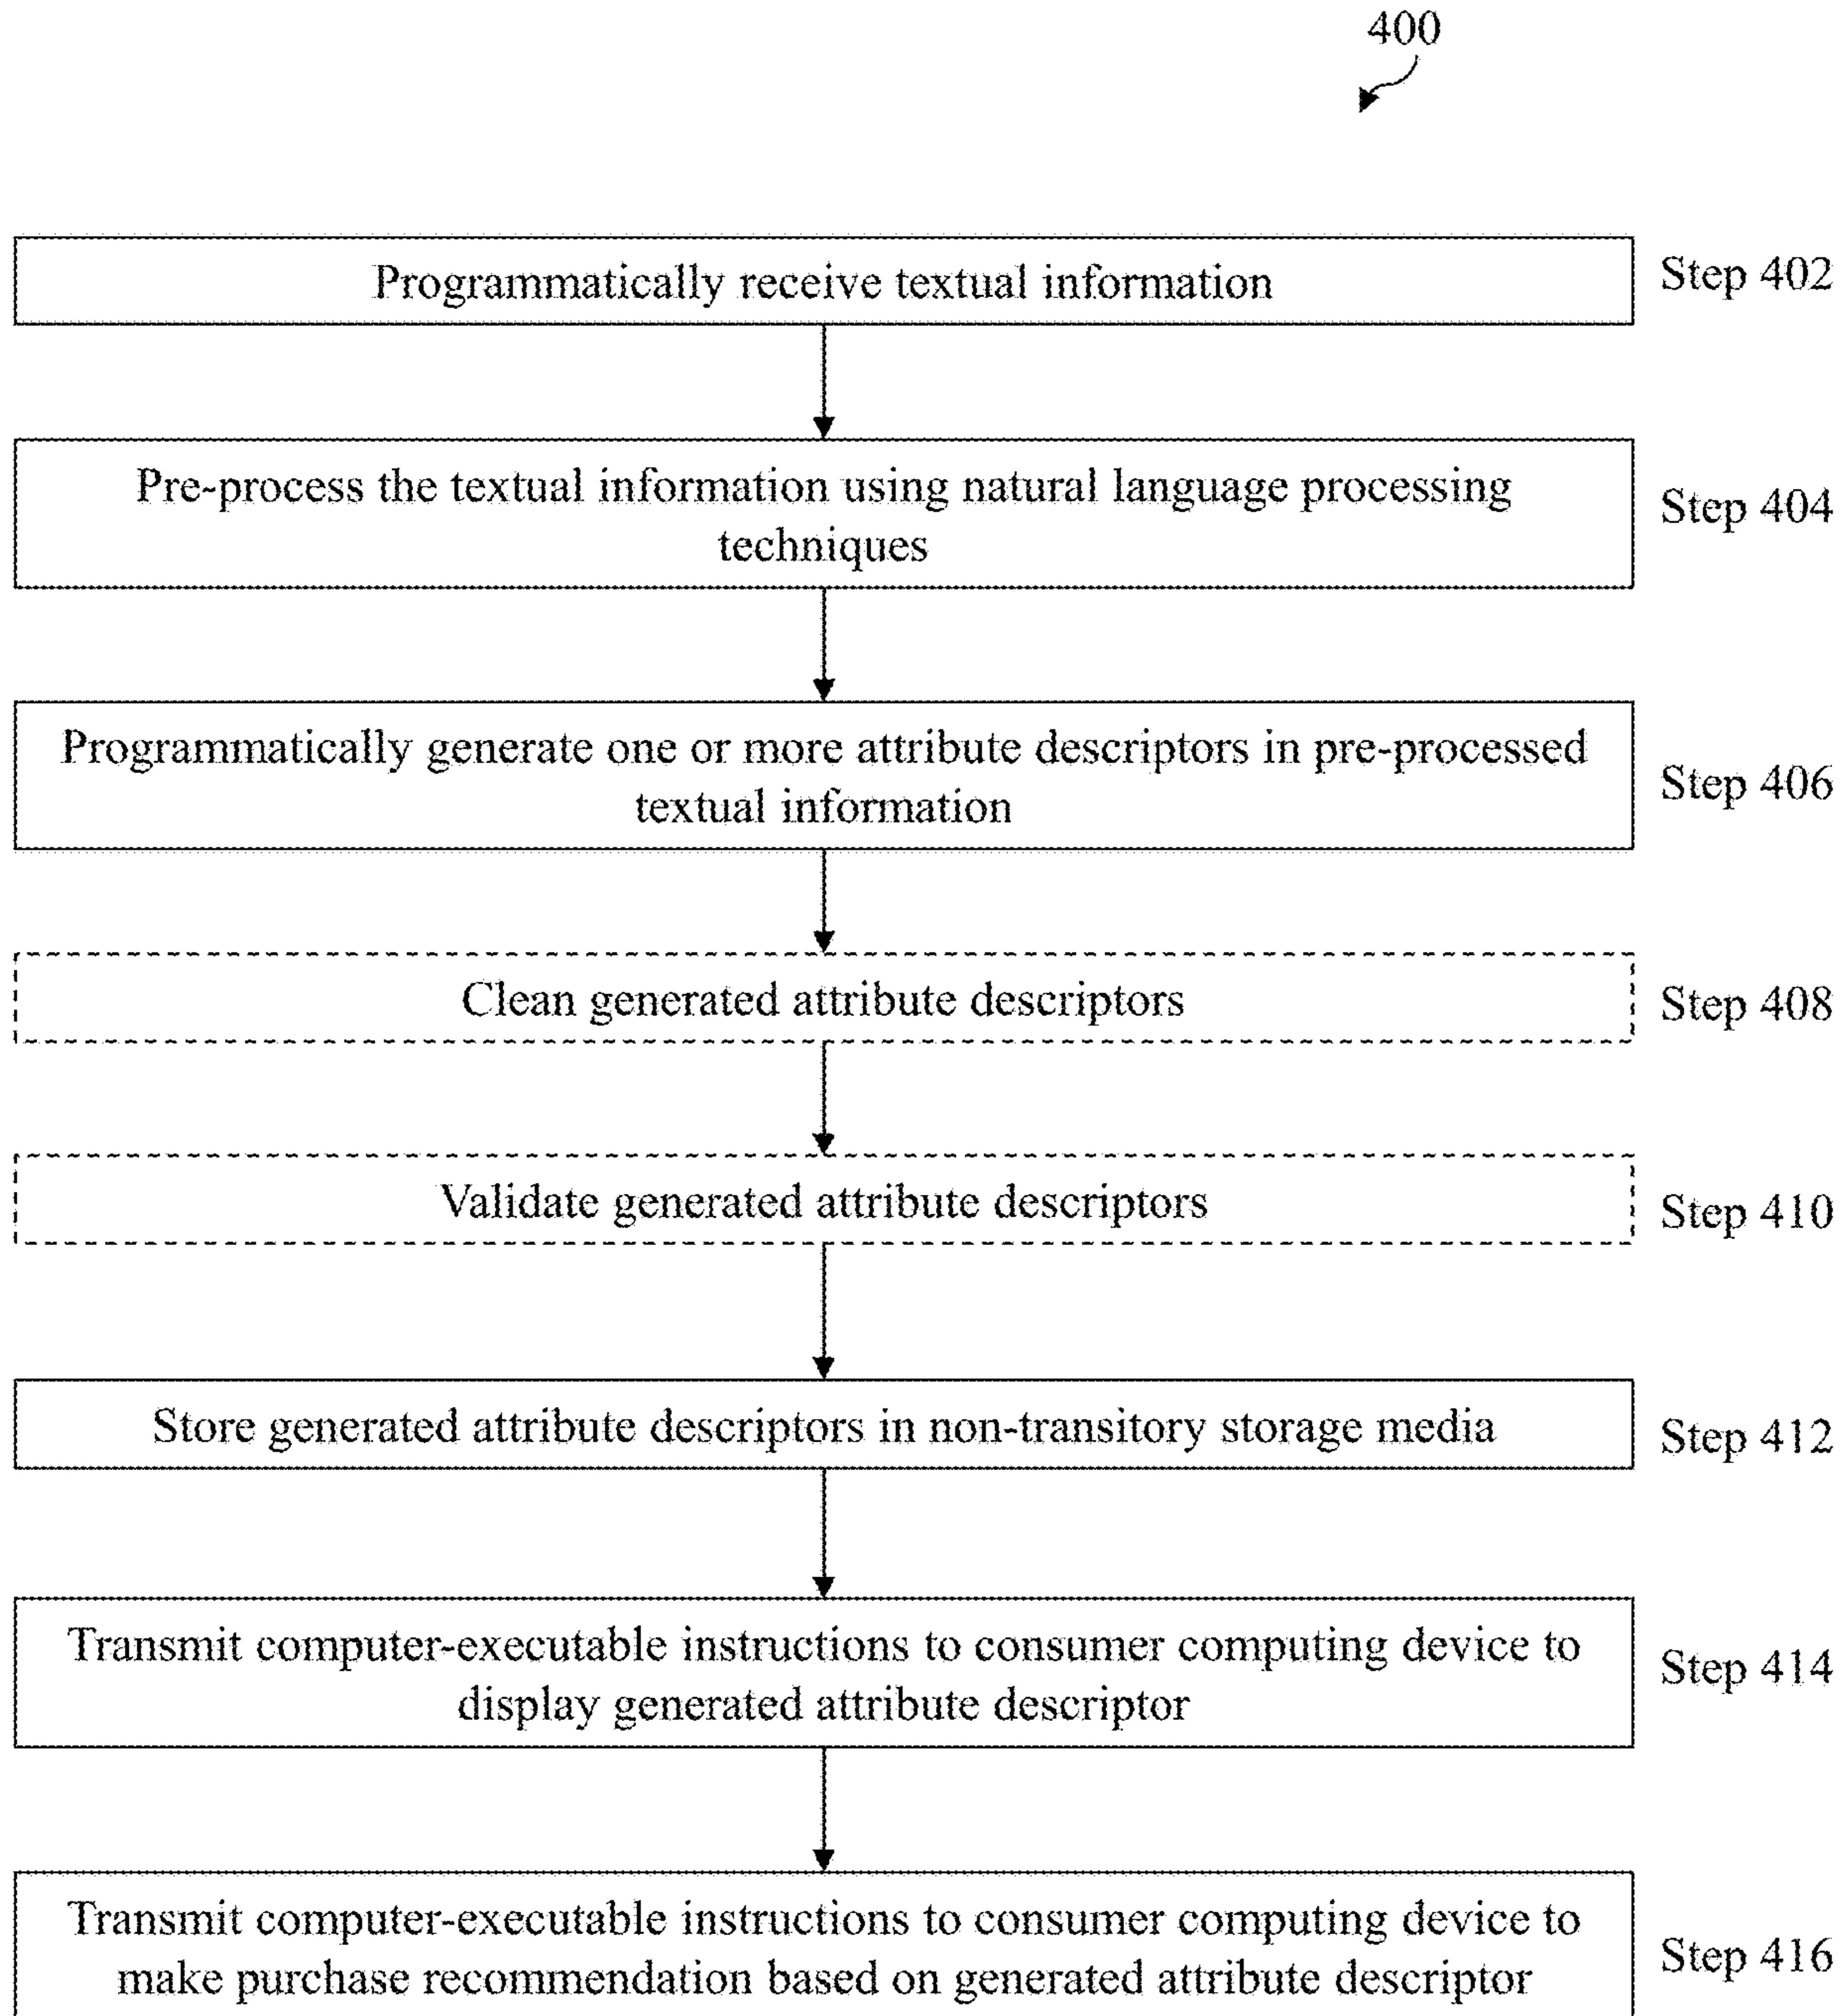 400
Programmatically receive textual information
Step 402
Pre-process the textual information using natural language processing
techniques
Step 404
Programmatically generate one or more attribute descriptors in pre-processed
textual information
Step 406
Clean generated attribute descriptors
Step 408
Validate generated attribute descriptors
Step 410
Store generated attribute descriptors in non-transitory storage media
Step 412
Transmit computer-executable instructions to consumer computing device to
display generated attribute descriptor
Step 414
Transmit computer-executable instructions to consumer computing device to
make purchase recommendation based on generated attribute descriptor
Step 416